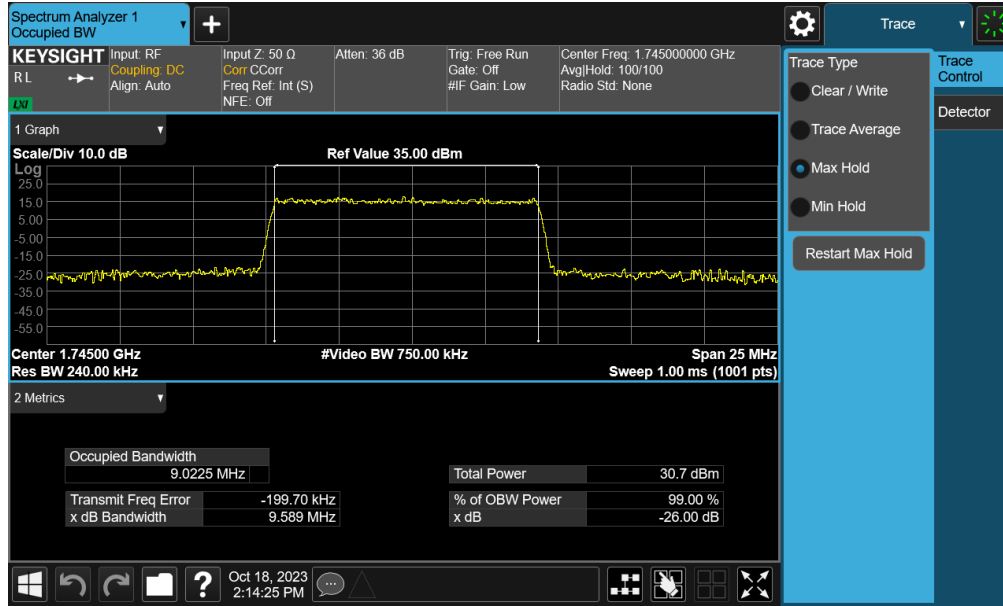 Spectrum Analyzer 1
Occupied BW
+
Trace
KEYSIGHT
R L
LXI
Input: RF
Coupling: DC
Align: Auto
Input Z: 50 Ω
Corr CCorr
Freq Ref: Int (S)
NFE: Off
Atten: 36 dB
Trig: Free Run
Gate: Off
#IF Gain: Low
Center Freq: 1.745000000 GHz
Avg|Hold: 100/100
Radio Std: None
1 Graph
Scale/Div 10.0 dB
Ref Value 35.00 dBm
Log
25.0
15.0
5.00
-5.00
-15.0
-25.0
-35.0
-45.0
-55.0
Center 1.74500 GHz
#Video BW 750.00 kHz
Span 25 MHz
Res BW 240.00 kHz
Sweep 1.00 ms (1001 pts)
2 Metrics
Occupied Bandwidth
9.0225 MHz
Total Power 30.7 dBm
Transmit Freq Error -199.70 kHz
% of OBW Power 99.00 %
x dB Bandwidth 9.589 MHz
x dB -26.00 dB
Trace Type
Clear / Write
Trace Average
Max Hold
Min Hold
Restart Max Hold
Trace
Control
Detector
?
Oct 18, 2023
2:14:25 PM